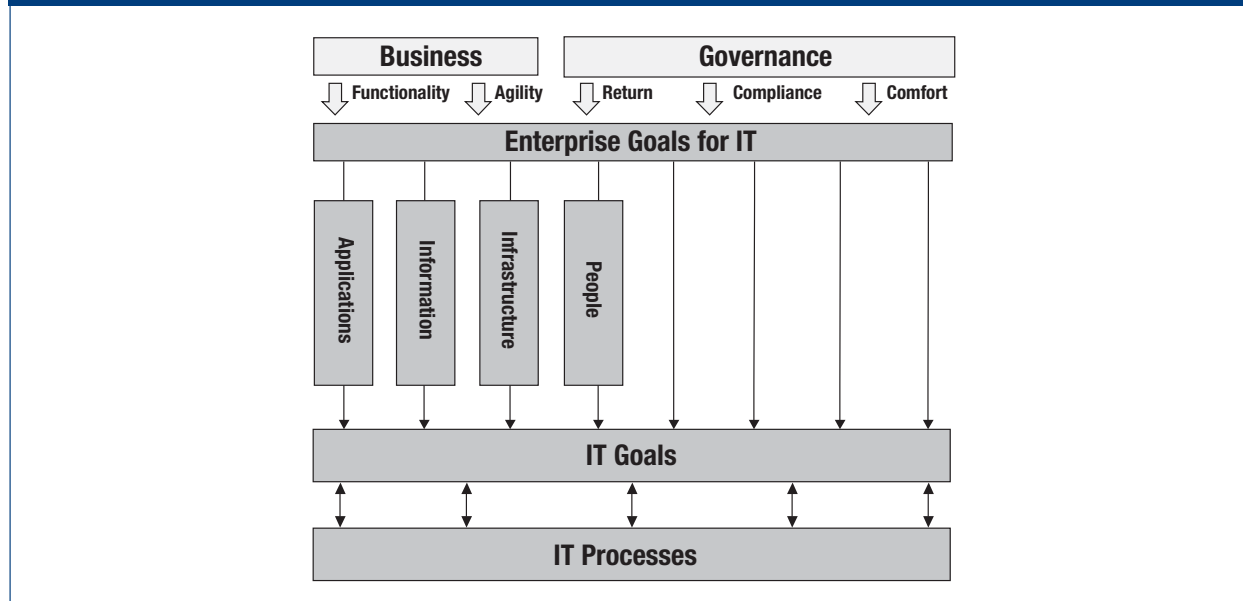 Business
Governance
Functionality
Agility
Return
Compliance
Comfort
Enterprise Goals for IT
Applications
Information
Infrastructure
People
IT Goals
IT Processes